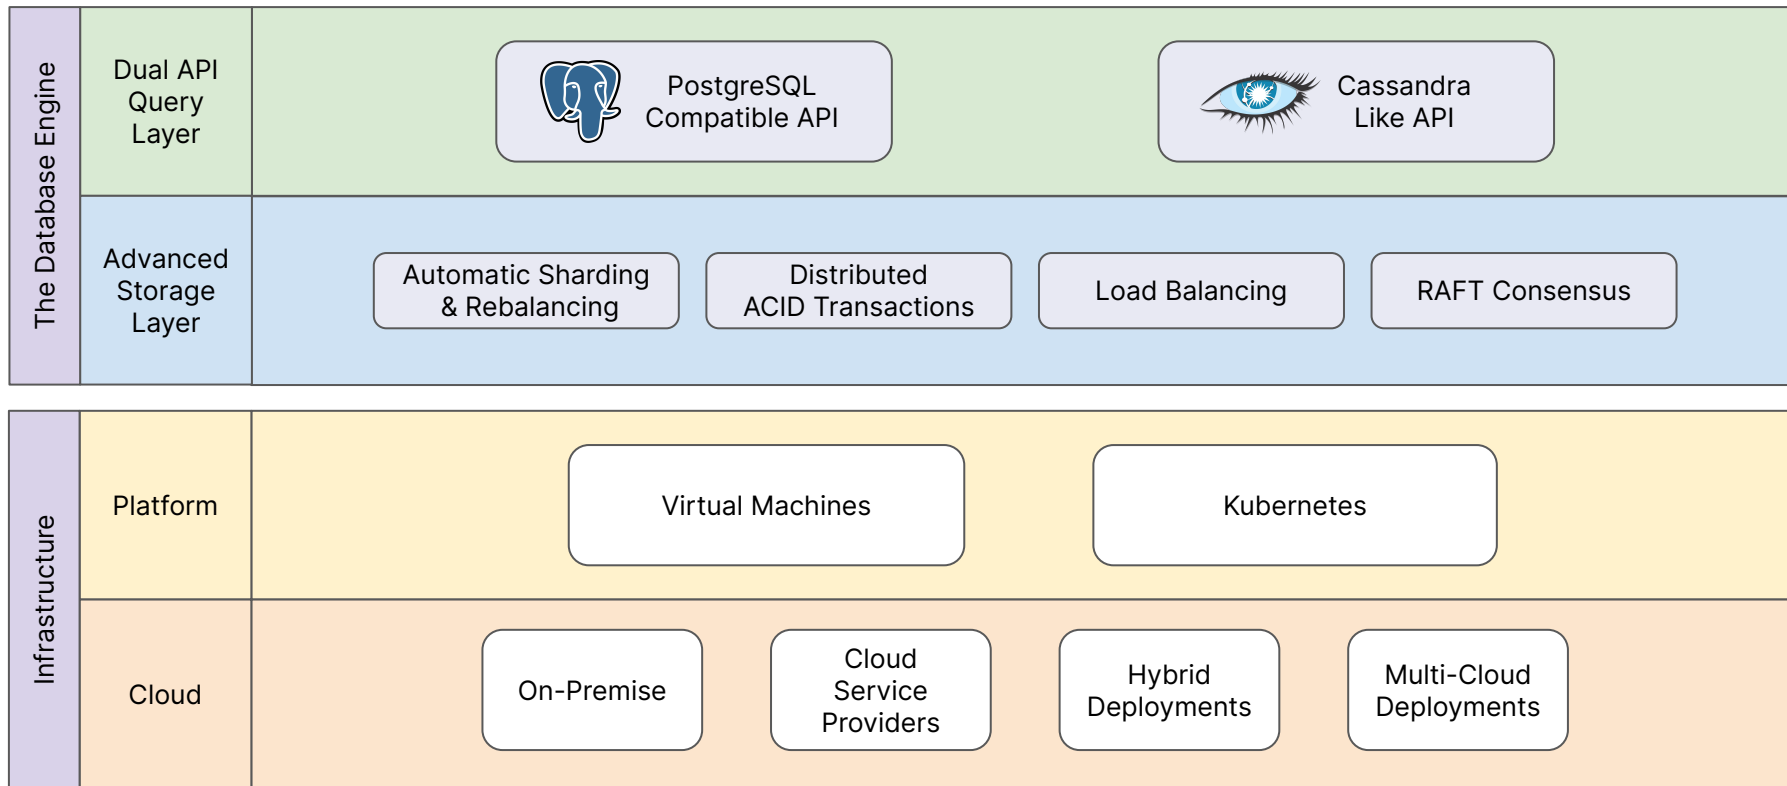 The Database Engine
Dual API
Query
Layer
PostgreSQL
Compatible API
Cassandra
Like API
Advanced
Storage
Layer
Automatic Sharding
& Rebalancing
Distributed
ACID Transactions
Load Balancing
RAFT Consensus
Infrastructure
Platform
Virtual Machines
Kubernetes
Cloud
On-Premise
Cloud
Service
Providers
Hybrid
Deployments
Multi-Cloud
Deployments